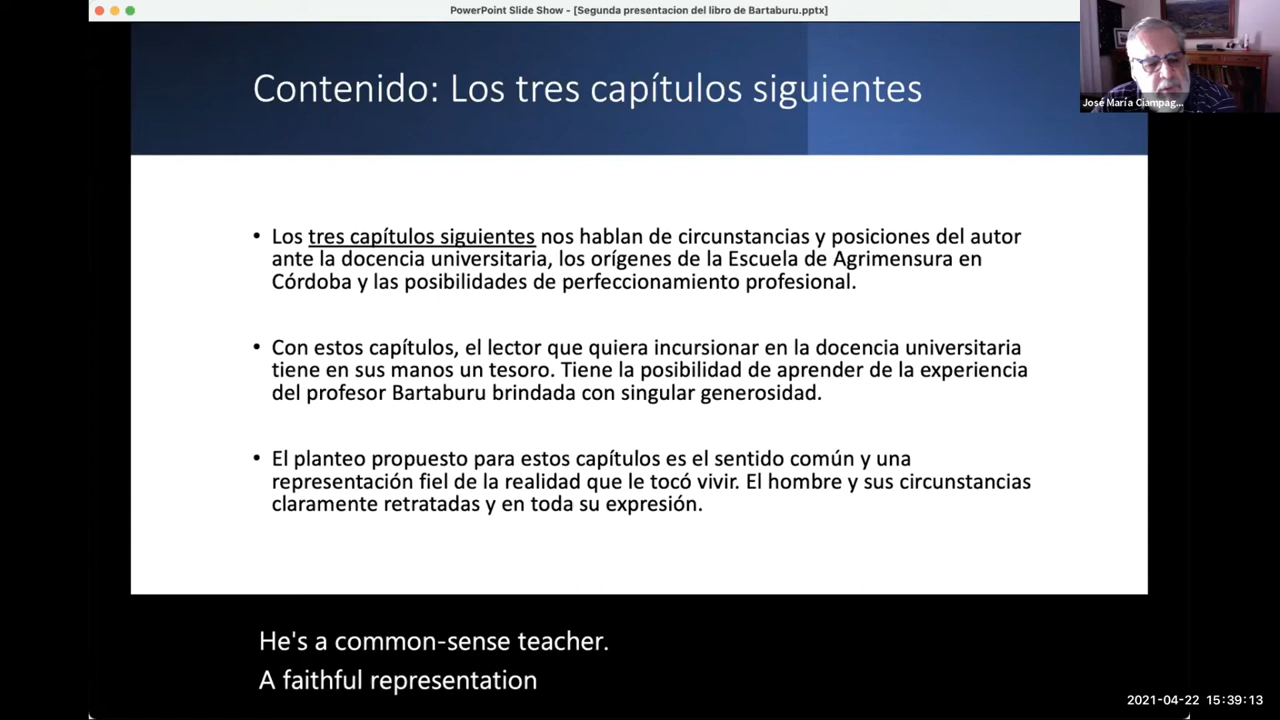 PowerPoint Slide Show - [Segunda presentacion del libro de Bartaburu.pptx]
José María Ciampag...
Contenido: Los tres capítulos siguientes
• Los tres capítulos siguientes nos hablan de circunstancias y posiciones del autor
ante la docencia universitaria, los orígenes de la Escuela de Agrimensura en
Córdoba y las posibilidades de perfeccionamiento profesional.
• Con estos capítulos, el lector que quiera incursionar en la docencia universitaria
tiene en sus manos un tesoro. Tiene la posibilidad de aprender de la experiencia
del profesor Bartaburu brindada con singular generosidad.
• El planteo propuesto para estos capítulos es el sentido común y una
representación fiel de la realidad que le tocó vivir. El hombre y sus circunstancias
claramente retratadas y en toda su expresión.
He's a common-sense teacher.
A faithful representation
2021-04-22 15:39:13